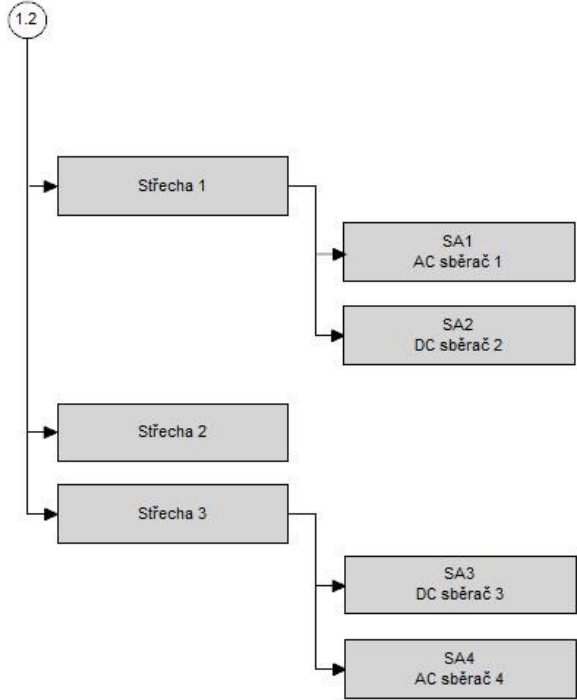 1.2
Střecha 1
SA1
AC sběrač 1
SA2
DC sběrač 2
Střecha 2
Střecha 3
SA3
DC sběrač 3
SA4
AC sběrač 4